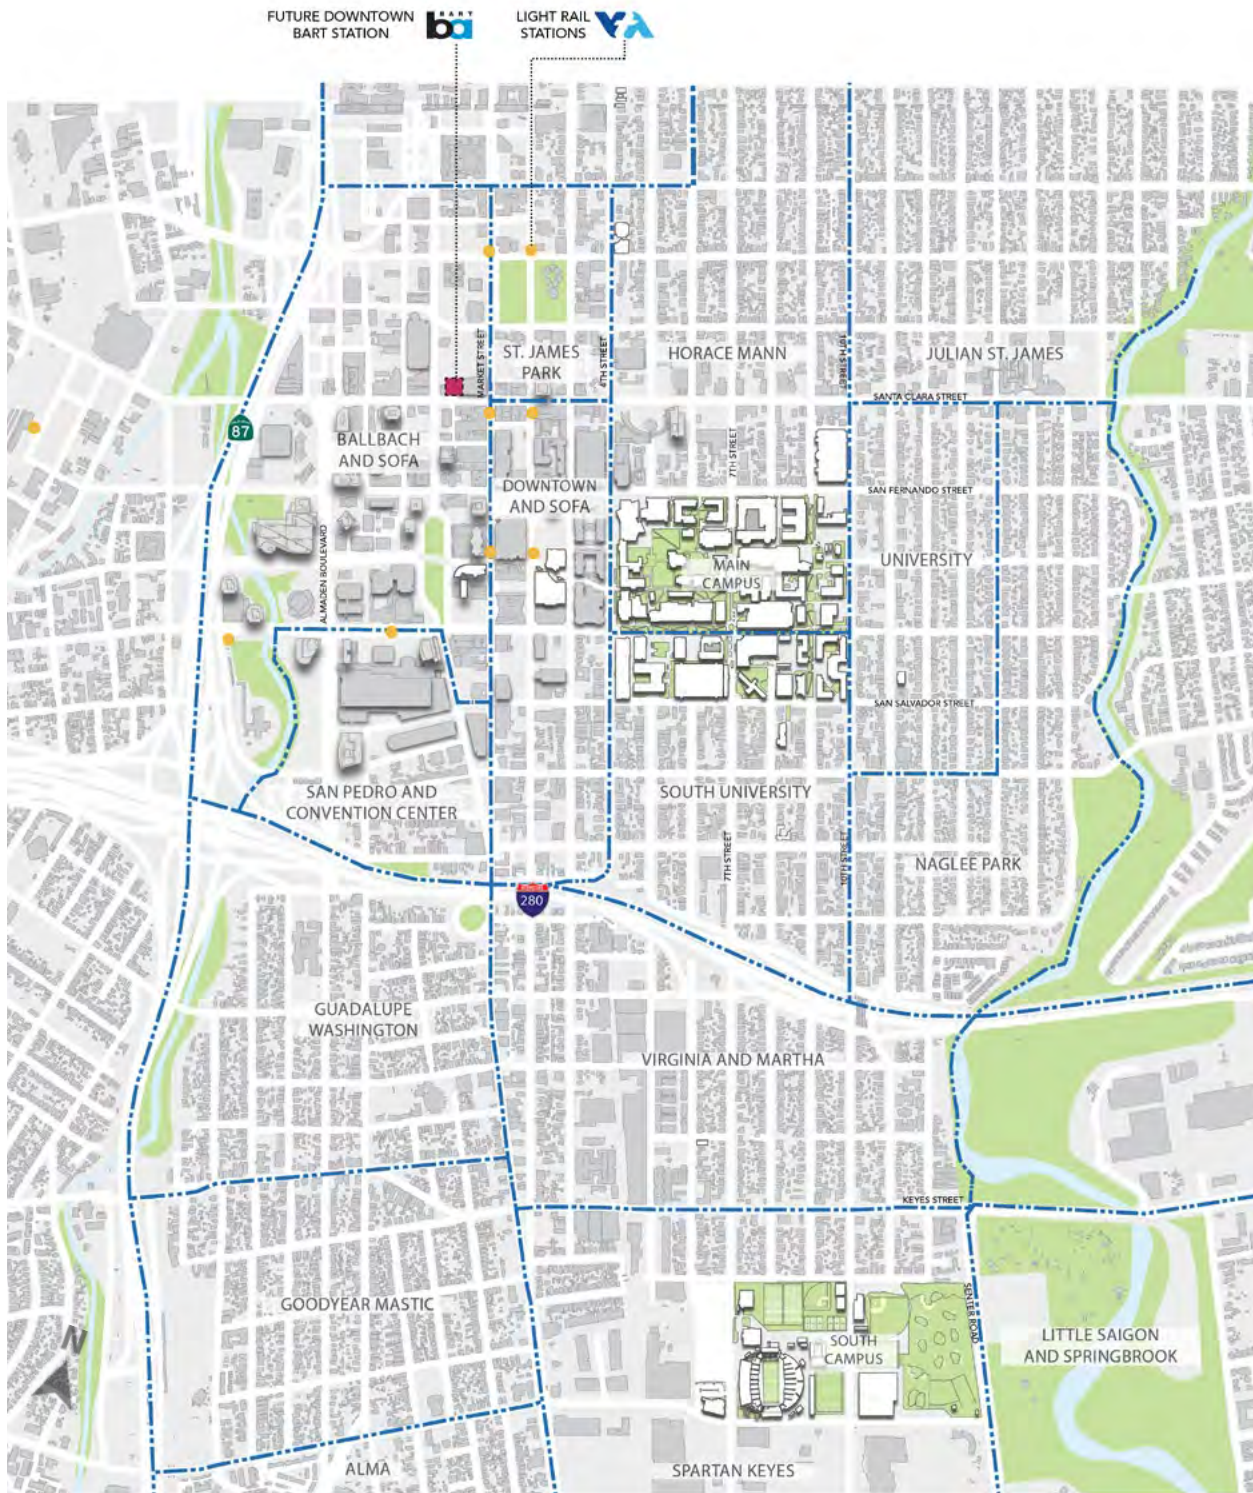 FUTURE DOWNTOWN
BART STATION
BART
ba
LIGHT RAIL
STATIONS
VTA
MARKET STREET
ST. JAMES
PARK
4TH STREET
HORACE MANN
10TH STREET
JULIAN ST. JAMES
SANTA CLARA STREET
87
BALLBACH
AND SOFA
7TH STREET
DOWNTOWN
AND SOFA
SAN FERNANDO STREET
ALMADEN BOULEVARD
MAIN
CAMPUS
UNIVERSITY
SAN SALVADOR STREET
SAN PEDRO AND
CONVENTION CENTER
SOUTH UNIVERSITY
7TH STREET
10TH STREET
NAGLEE PARK
280
GUADALUPE
WASHINGTON
VIRGINIA AND MARTHA
KEYES STREET
GOODYEAR MASTIC
SENTER ROAD
N
SOUTH
CAMPUS
LITTLE SAIGON
AND SPRINGBROOK
ALMA
SPARTAN KEYES